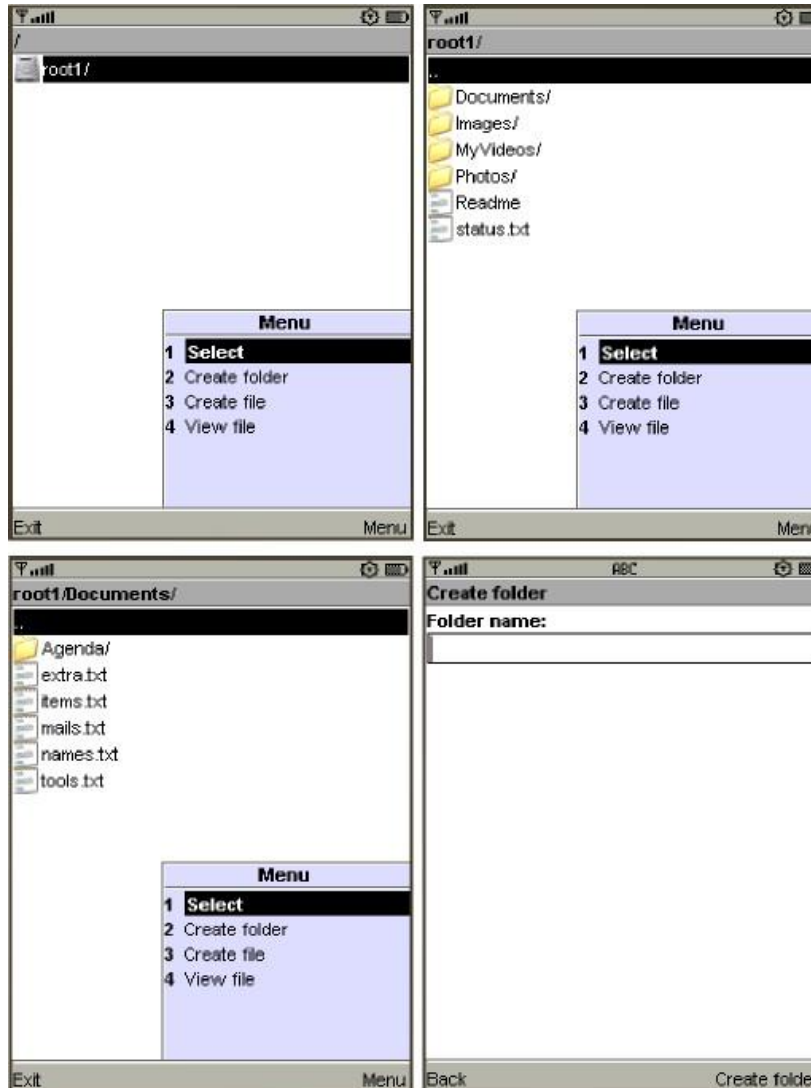 /
root1/
Menu
1 Select
2 Create folder
3 Create file
4 View file
Exit Menu
root1/
..
Documents/
Images/
MyVideos/
Photos/
Readme
status.txt
Menu
1 Select
2 Create folder
3 Create file
4 View file
Exit Menu
root1/Documents/
..
Agenda/
extra.txt
items.txt
mails.txt
names.txt
tools.txt
Menu
1 Select
2 Create folder
3 Create file
4 View file
Exit Menu
ABC
Create folder
Folder name:
Back Create folde